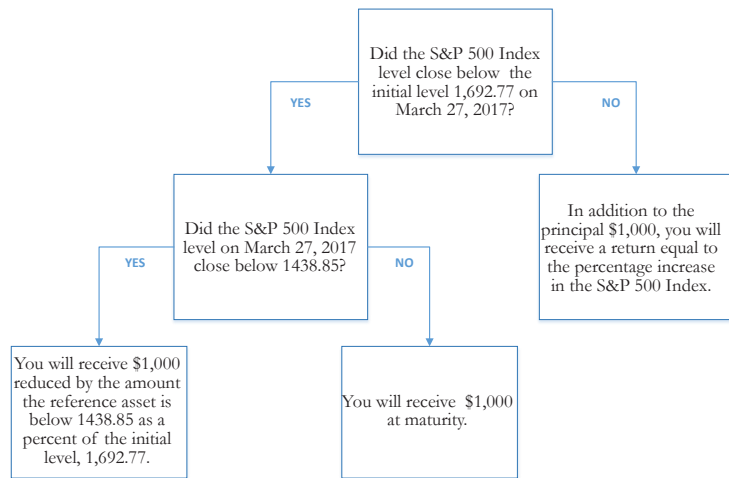 Did the S&P 500 Index
level close below the
initial level 1,692.77 on
March 27, 2017?
YES
NO
Did the S&P 500 Index
level on March 27, 2017
close below 1438.85?
In addition to the
principal $1,000, you will
receive a return equal to
the percentage increase
in the S&P 500 Index.
YES
NO
You will receive $1,000
reduced by the amount
the reference asset is
below 1438.85 as a
percent of the initial
level, 1,692.77.
You will receive $1,000
at maturity.